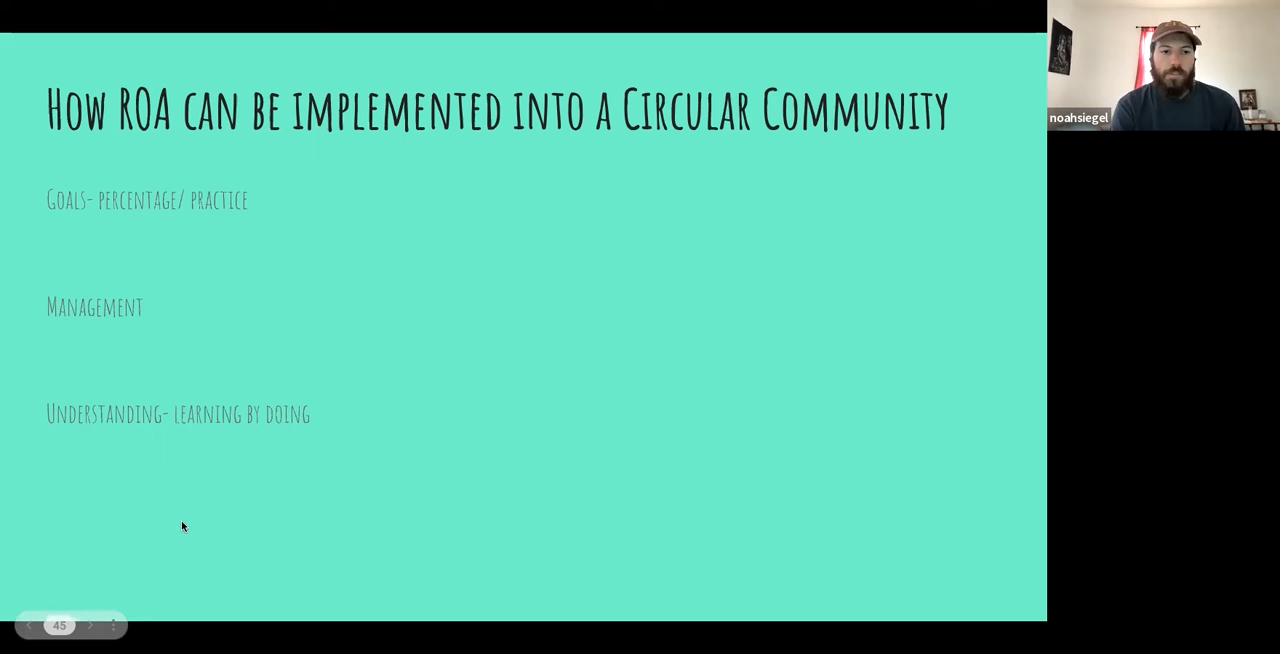 How ROA can be implemented into a Circular Community
Goals- percentage/ practice
Management
Understanding- learning by doing
noahsiegel
45